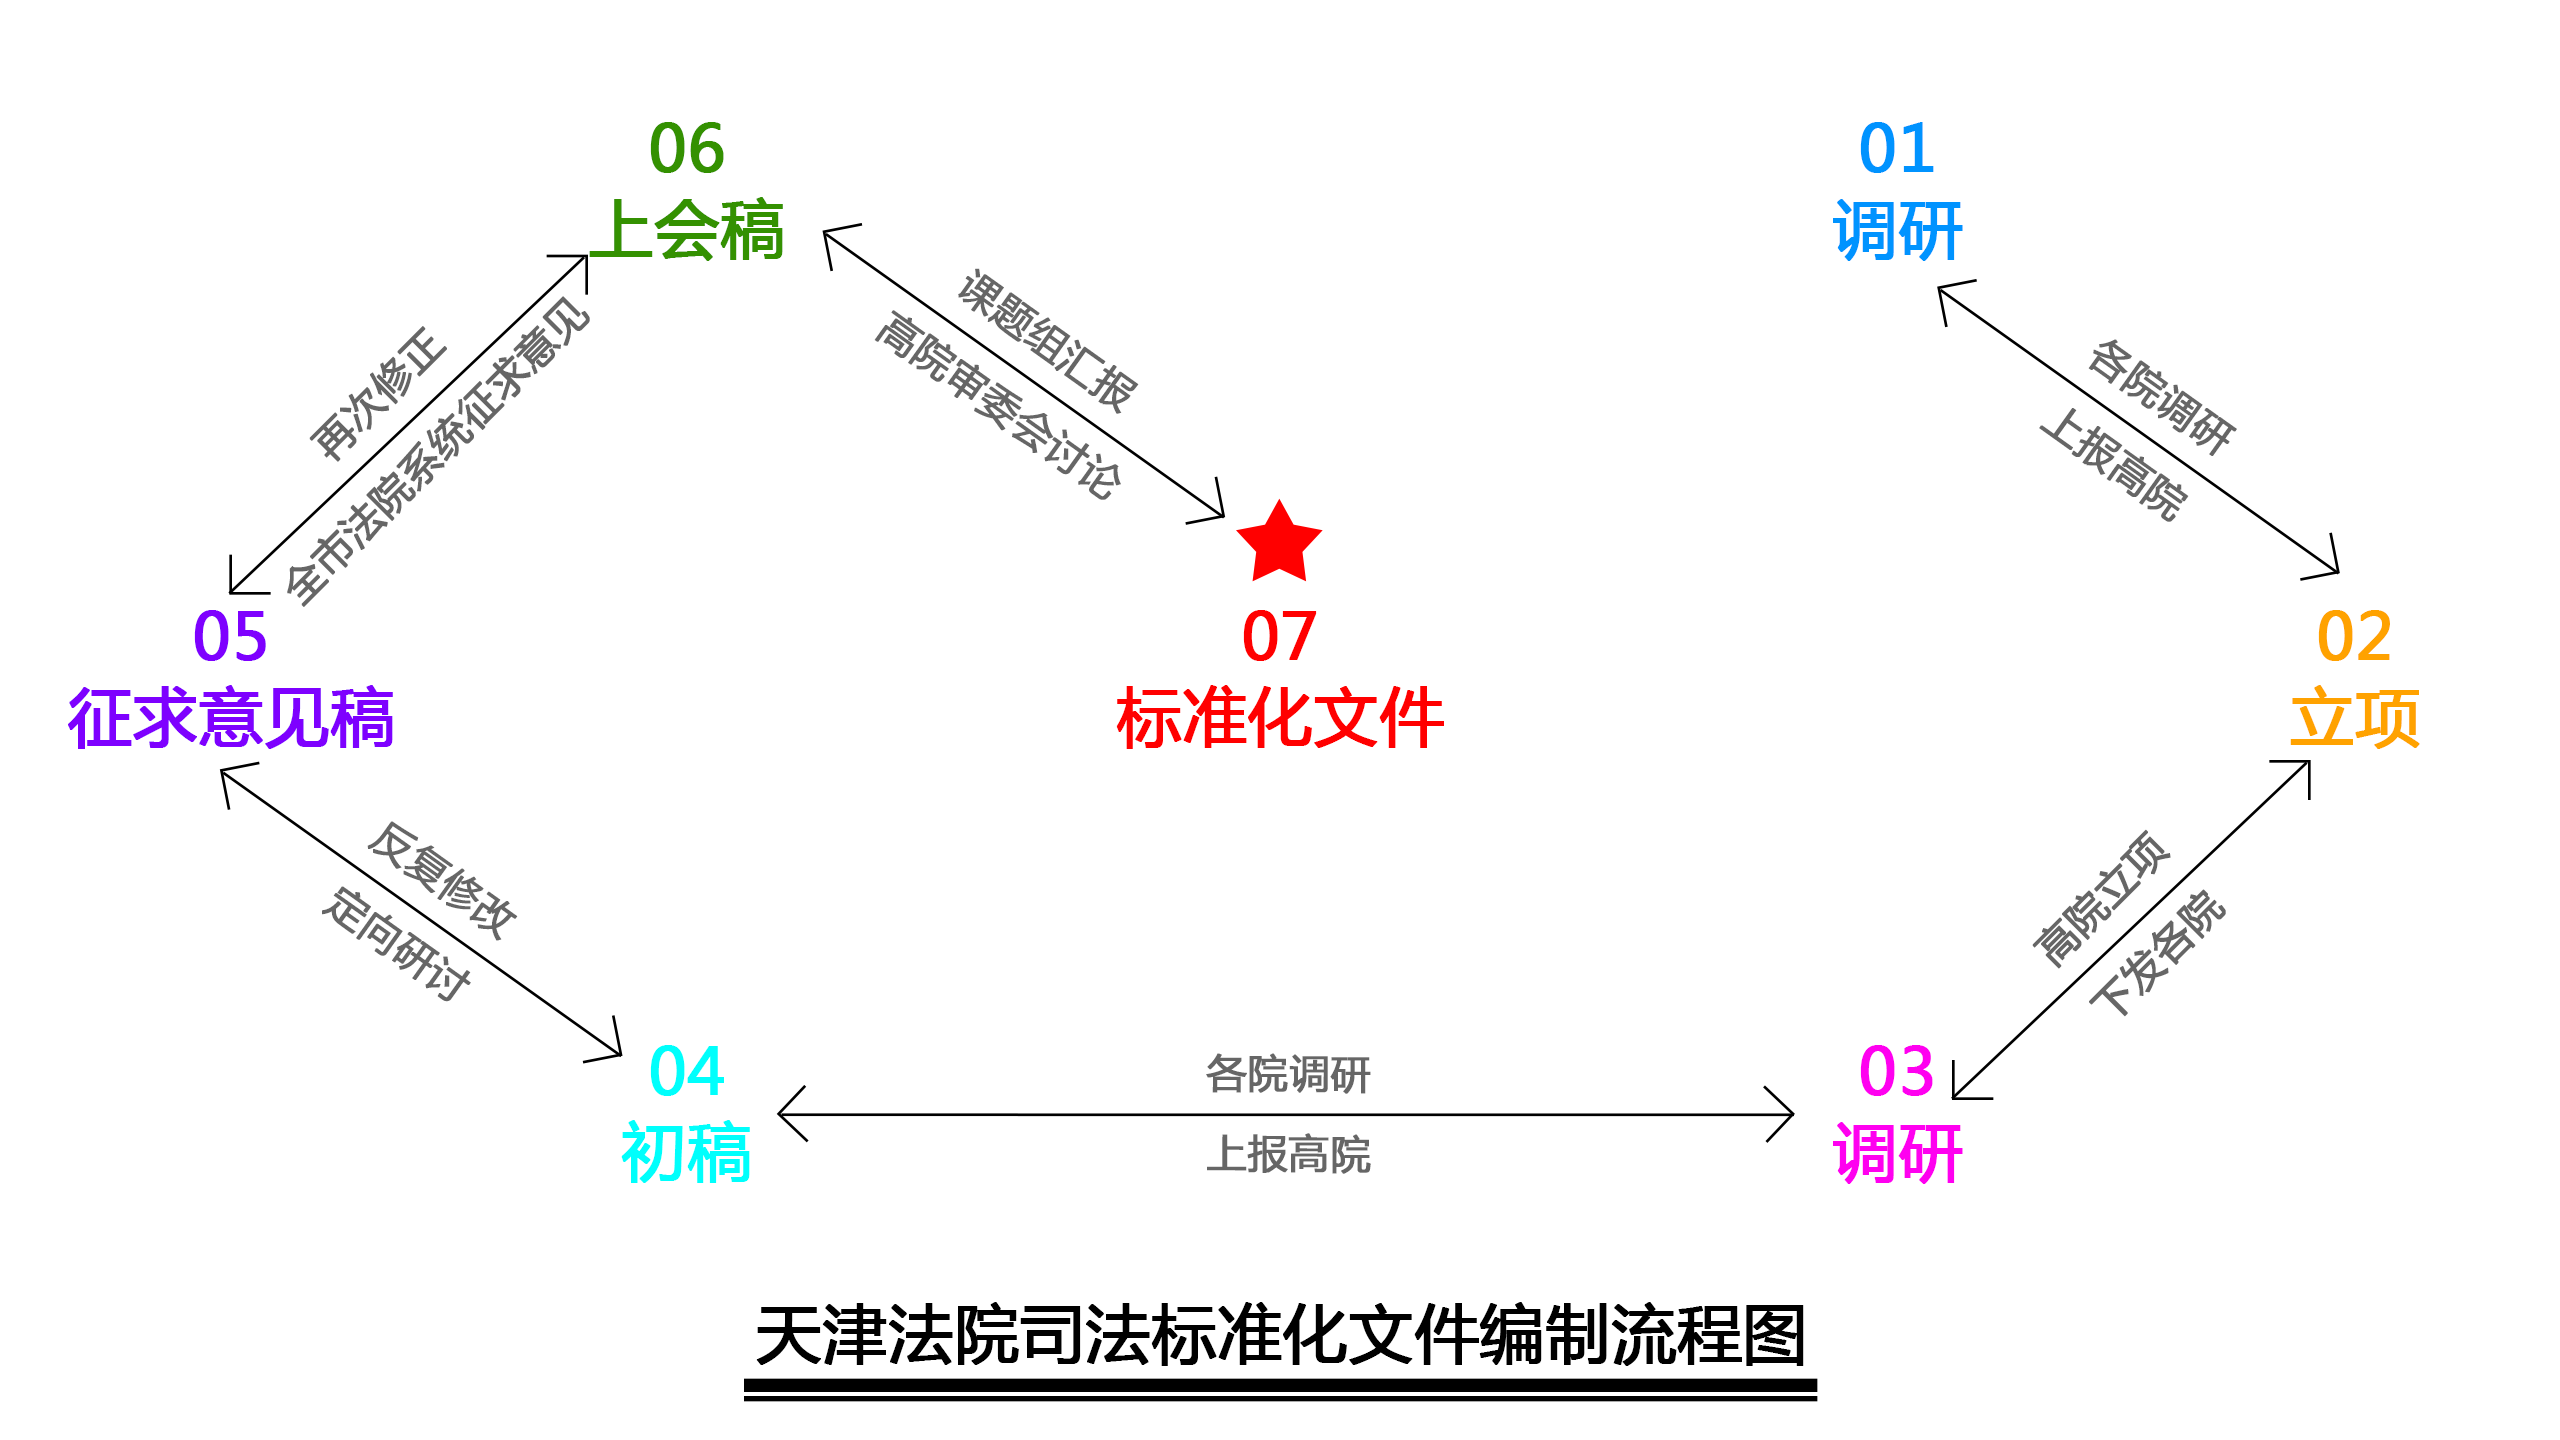 01
调研
各院调研
上报高院
02
立项
高院立项
下发各院
03
调研
各院调研
上报高院
04
初稿
反复修改
定向研讨
05
征求意见稿
再次修正
全市法院系统征求意见
06
上会稿
课题组汇报
高院审委会讨论
07
标准化文件
天津法院司法标准化文件编制流程图